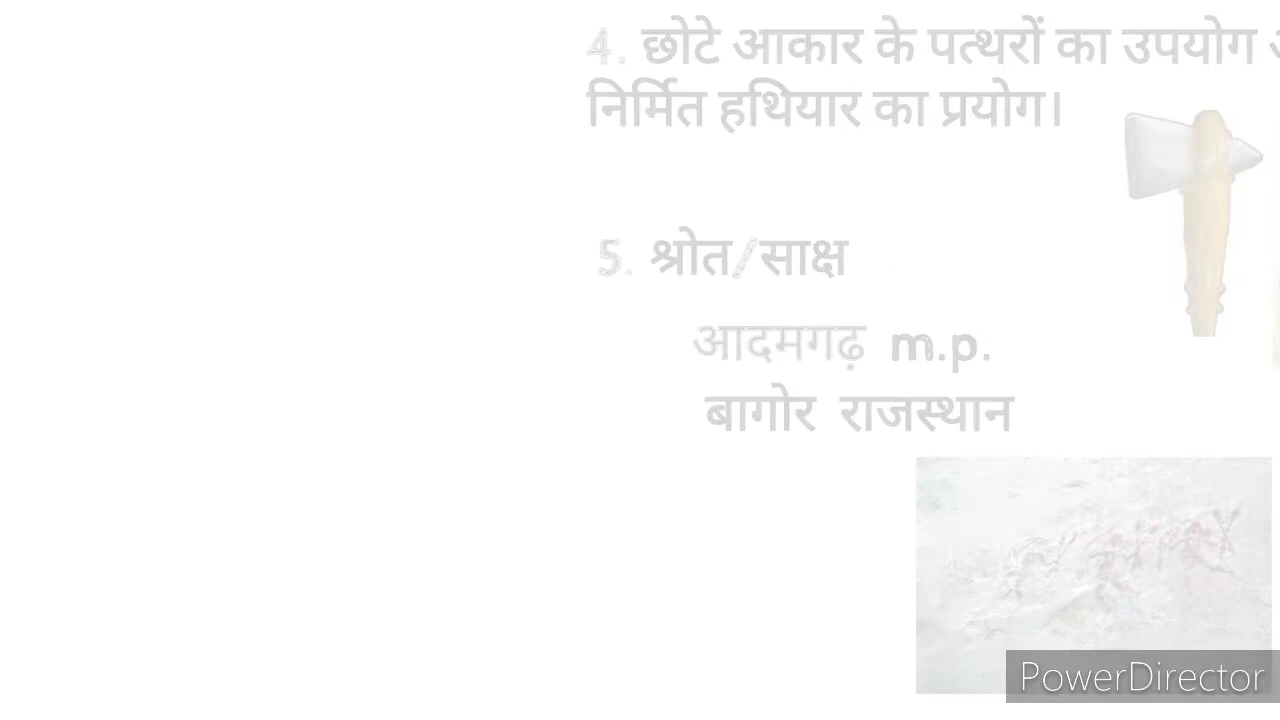 4. छोटे आकार के पत्थरों का उपयोग
निर्मित हथियार का प्रयोग।
5. श्रोत/साक्ष
आदमगढ़ m.p.
बागोर राजस्थान
PowerDirector